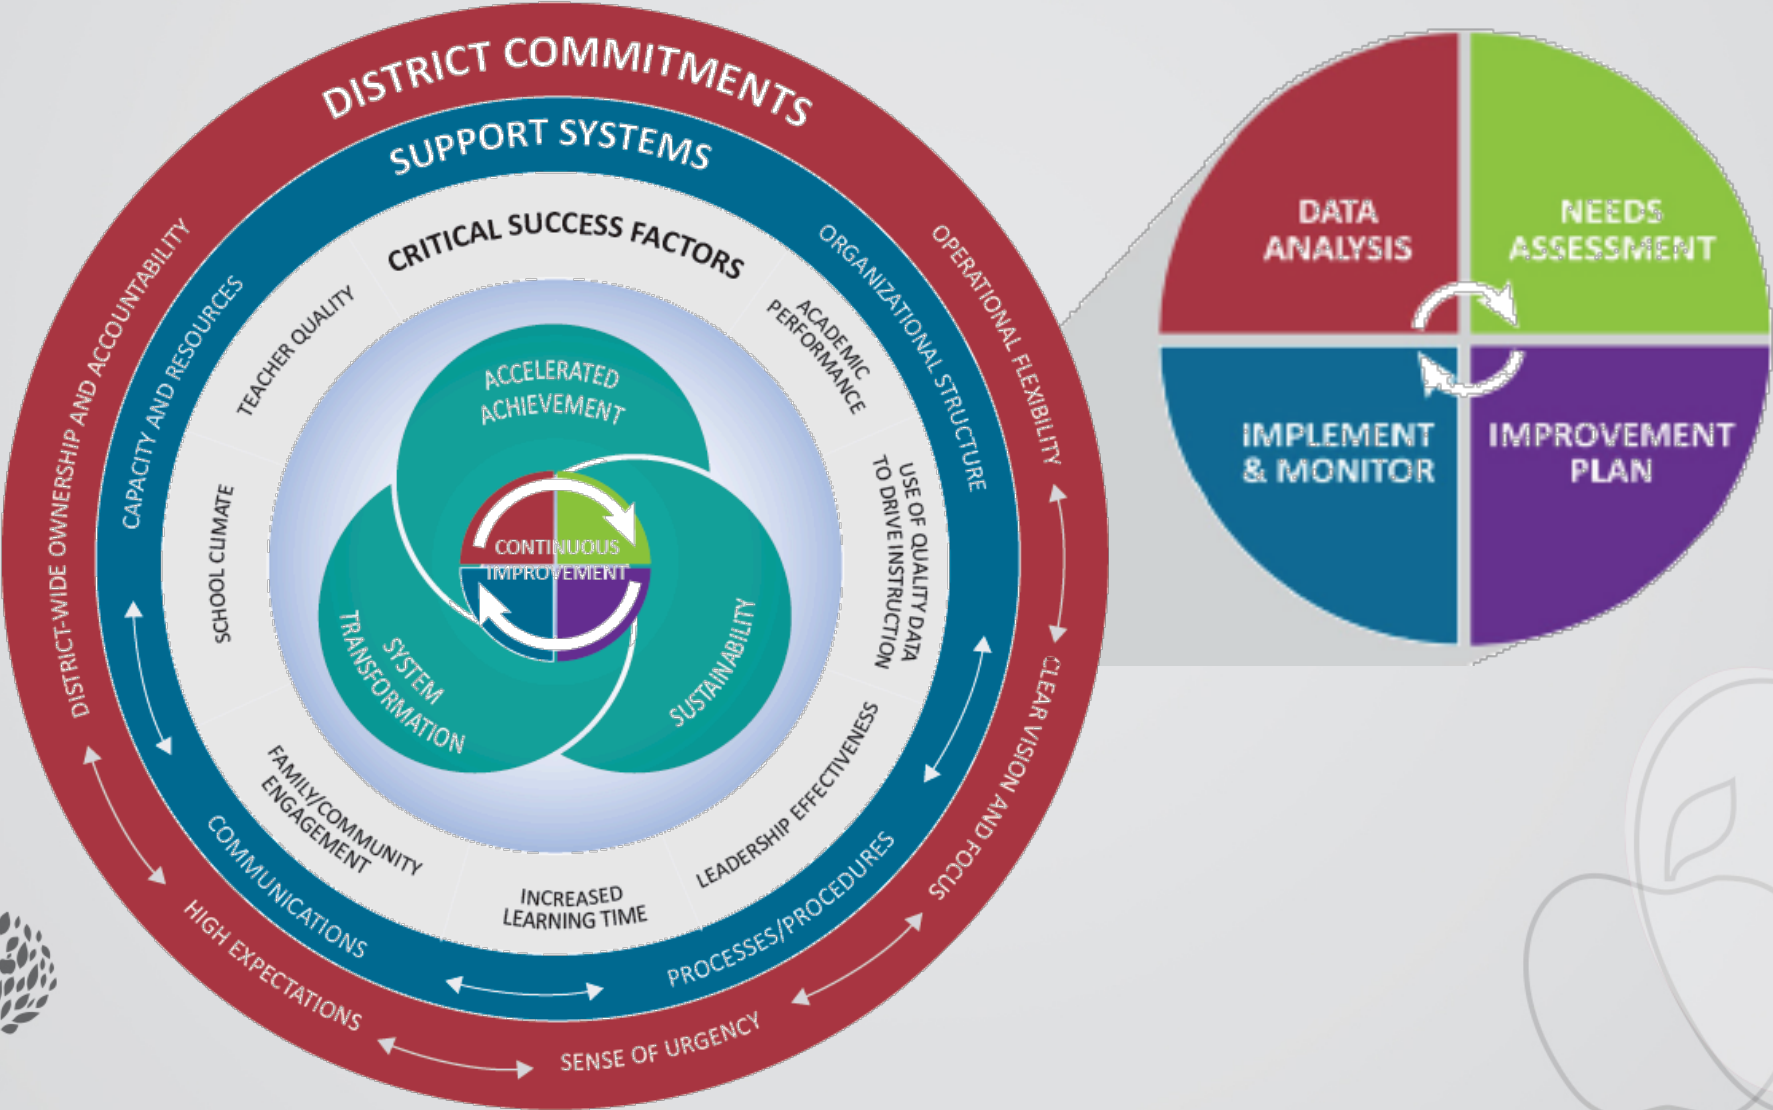 DISTRICT COMMITMENTS
SUPPORT SYSTEMS
CRITICAL SUCCESS FACTORS
DISTRICT-WIDE OWNERSHIP AND ACCOUNTABILITY
OPERATIONAL FLEXIBILITY
CLEAR VISION AND FOCUS
SENSE OF URGENCY
HIGH EXPECTATIONS
CAPACITY AND RESOURCES
ORGANIZATIONAL STRUCTURE
PROCESSES/PROCEDURES
COMMUNICATIONS
TEACHER QUALITY
ACADEMIC
PERFORMANCE
USE OF QUALITY DATA
TO DRIVE INSTRUCTION
LEADERSHIP EFFECTIVENESS
INCREASED
LEARNING TIME
FAMILY/COMMUNITY
ENGAGEMENT
SCHOOL CLIMATE
ACCELERATED
ACHIEVEMENT
SUSTAINABILITY
SYSTEM
TRANSFORMATION
CONTINUOUS
IMPROVEMENT
DATA
ANALYSIS
NEEDS
ASSESSMENT
IMPLEMENT
& MONITOR
IMPROVEMENT
PLAN